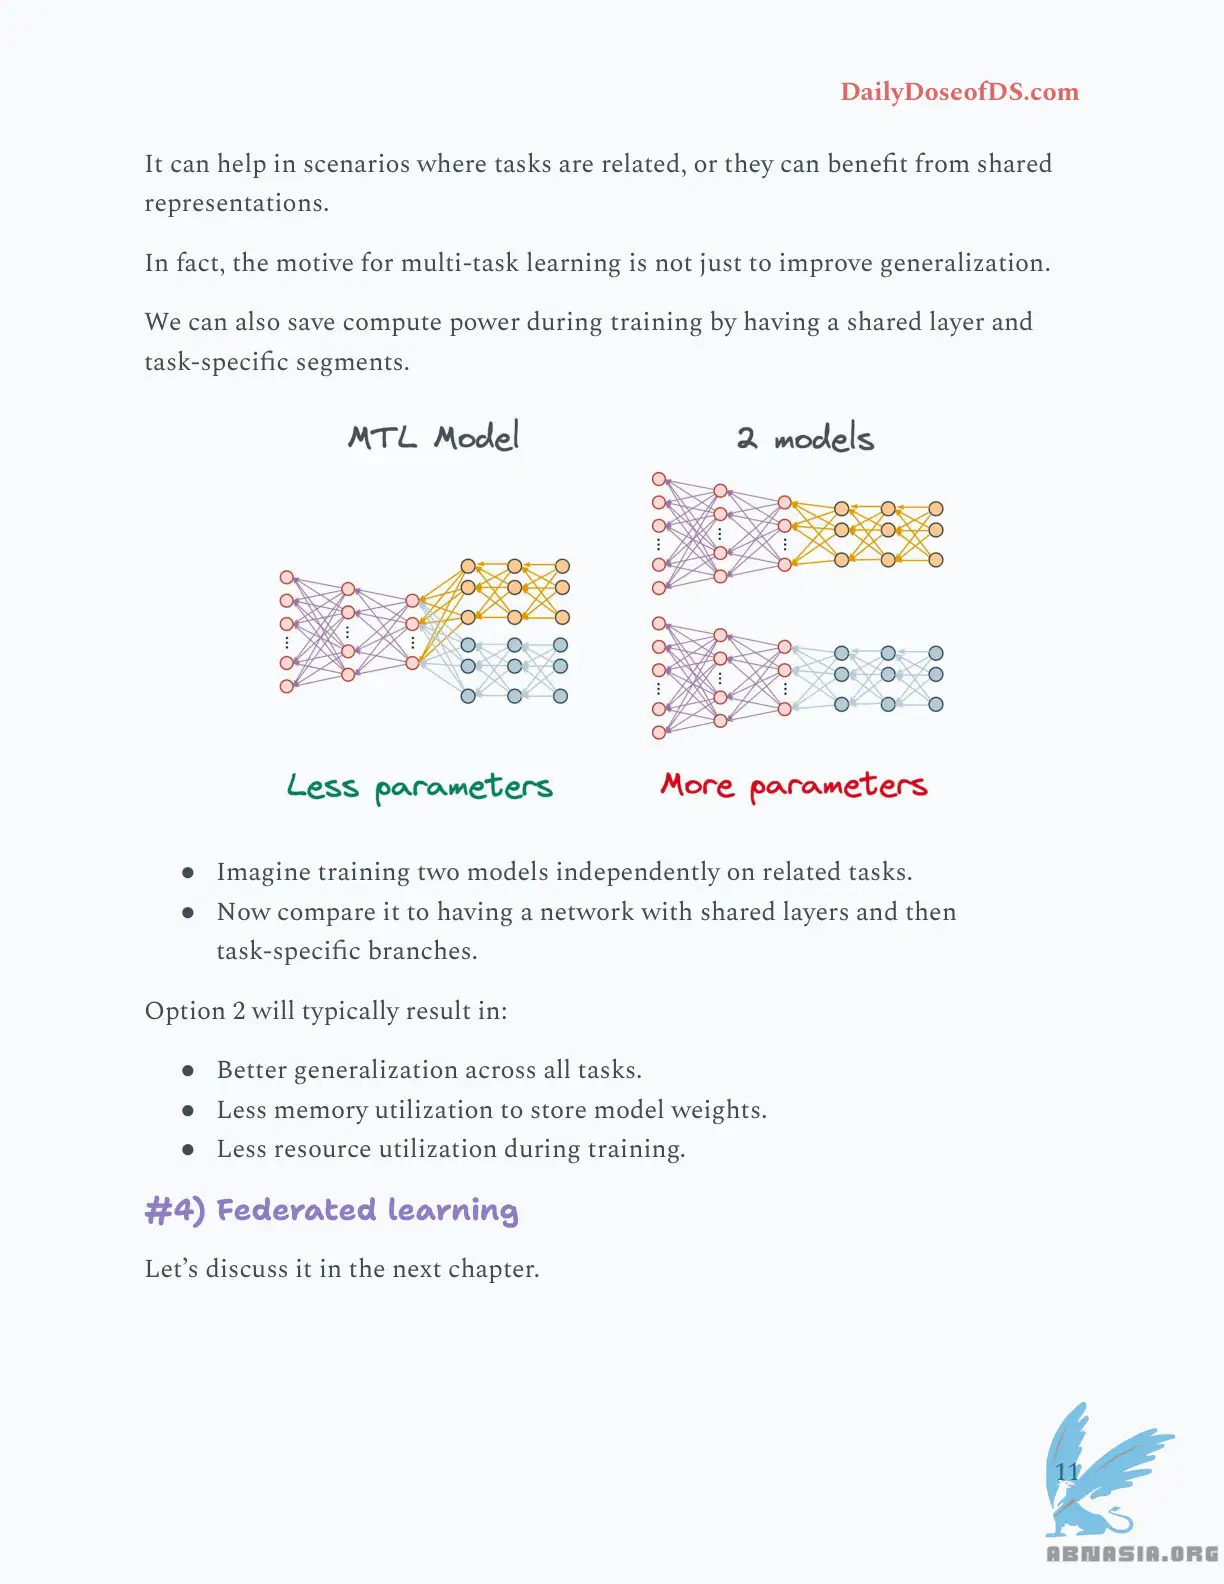 DailyDoseofDS.com
It can help in scenarios where tasks are related, or they can benefit from shared
representations.
In fact, the motive for multi-task learning is not just to improve generalization.
We can also save compute power during training by having a shared layer and
task-specific segments.
MTL Model
2 models
Less parameters
More parameters
● Imagine training two models independently on related tasks.
● Now compare it to having a network with shared layers and then
task-specific branches.
Option 2 will typically result in:
● Better generalization across all tasks.
● Less memory utilization to store model weights.
● Less resource utilization during training.
#4) Federated learning
Let’s discuss it in the next chapter.
11
ABNASIA.ORG